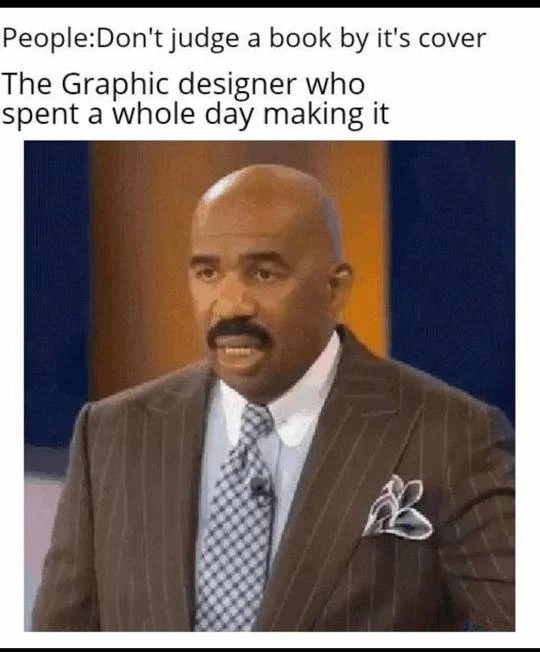 People:Don't judge a book by it's cover
The Graphic designer who
spent a whole day making it